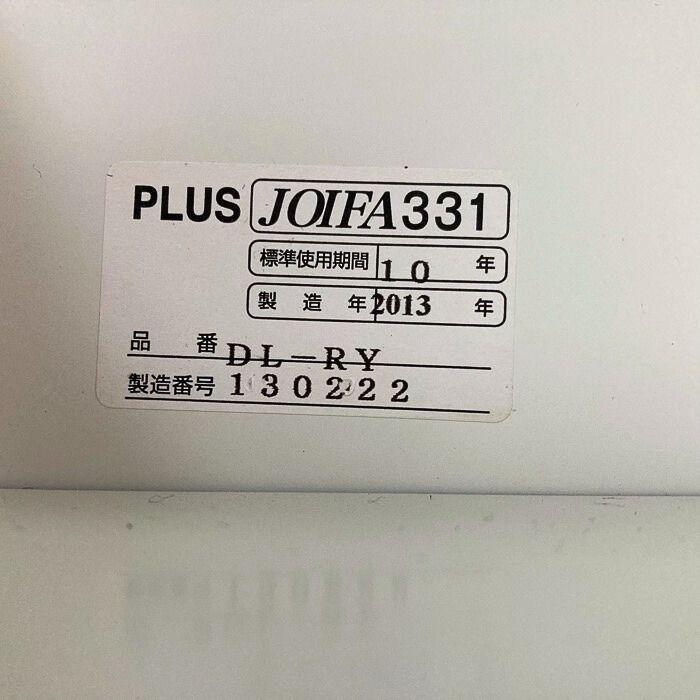 PLUS JOIFA331
標準使用期間 10 年
製造年 2013 年
品番 DL-RY
製造番号 130222